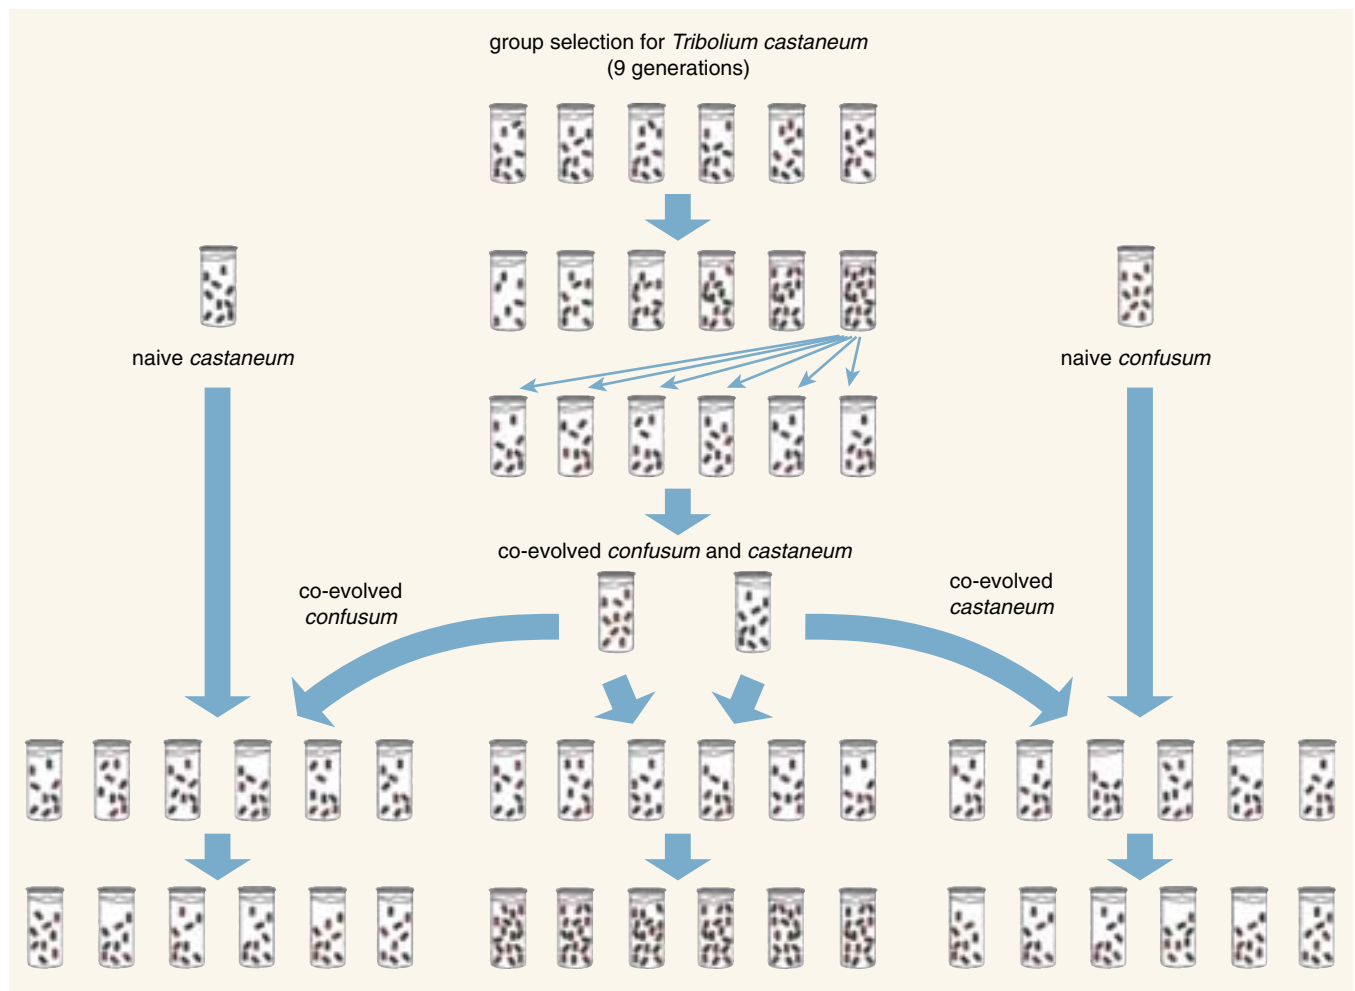 group selection for Tribolium castaneum
(9 generations)
naive castaneum
naive confusum
co-evolved confusum and castaneum
co-evolved
confusum
co-evolved
castaneum